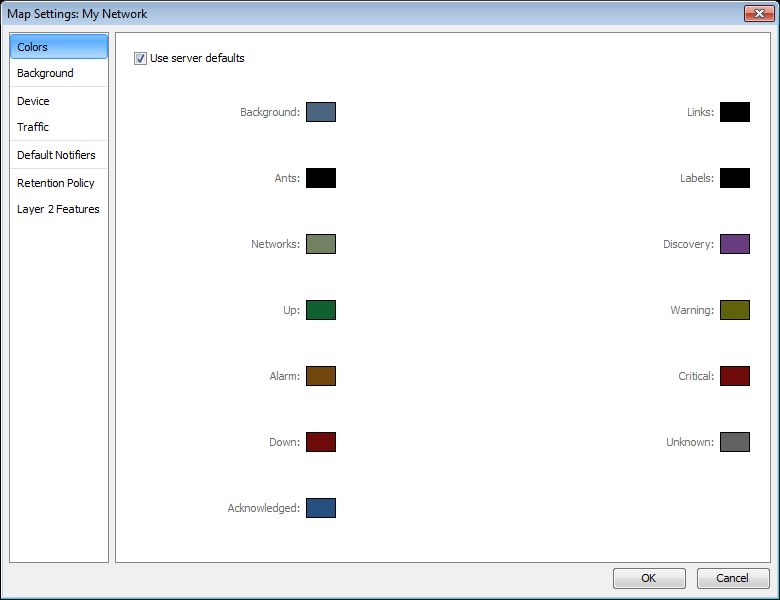 Map Settings: My Network
Colors
Background
Device
Traffic
Default Notifiers
Retention Policy
Layer 2 Features
Use server defaults
Background:
Links:
Ants:
Labels:
Networks:
Discovery:
Up:
Warning:
Alarm:
Critical:
Down:
Unknown:
Acknowledged:
OK
Cancel